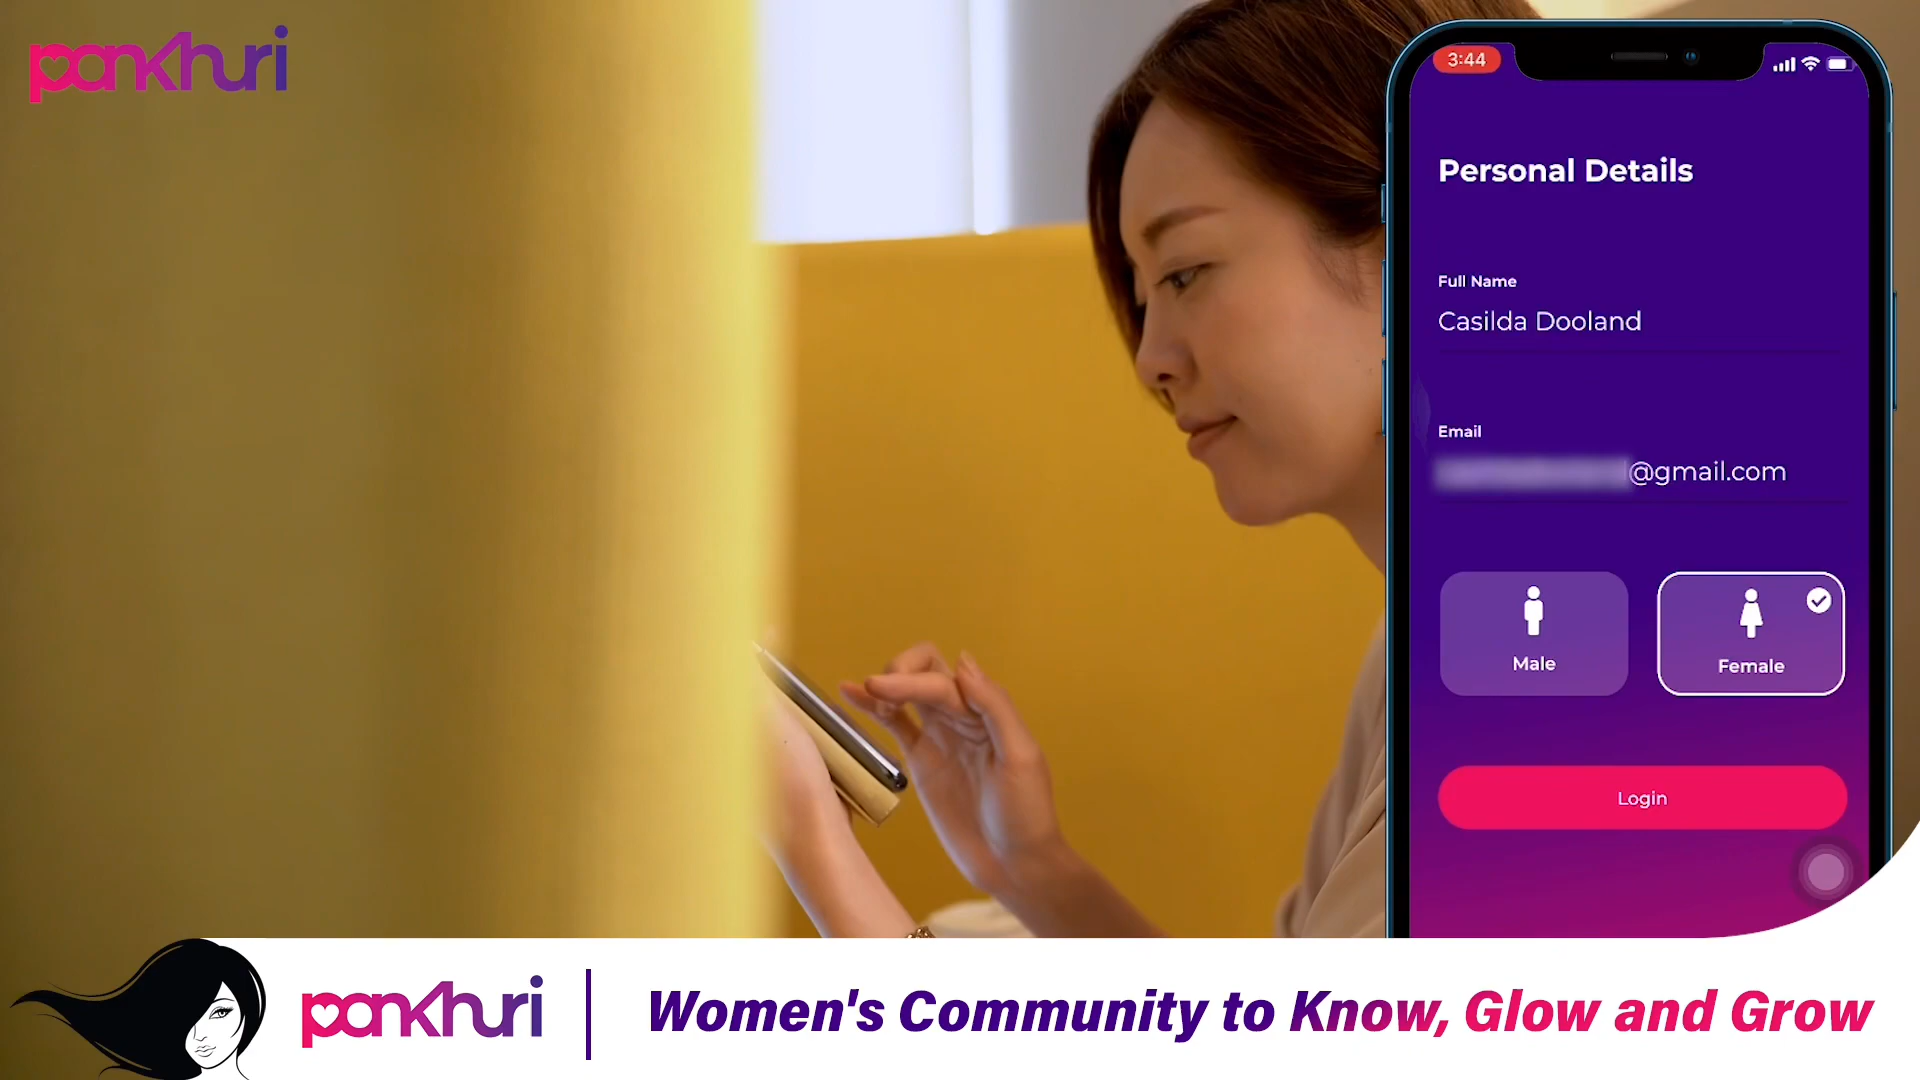 pankhuri
3:44
Personal Details
Full Name
Casilda Dooland
Email
@gmail.com
Male
Female
Login
pankhuri
Women's Community to Know, Glow and Grow